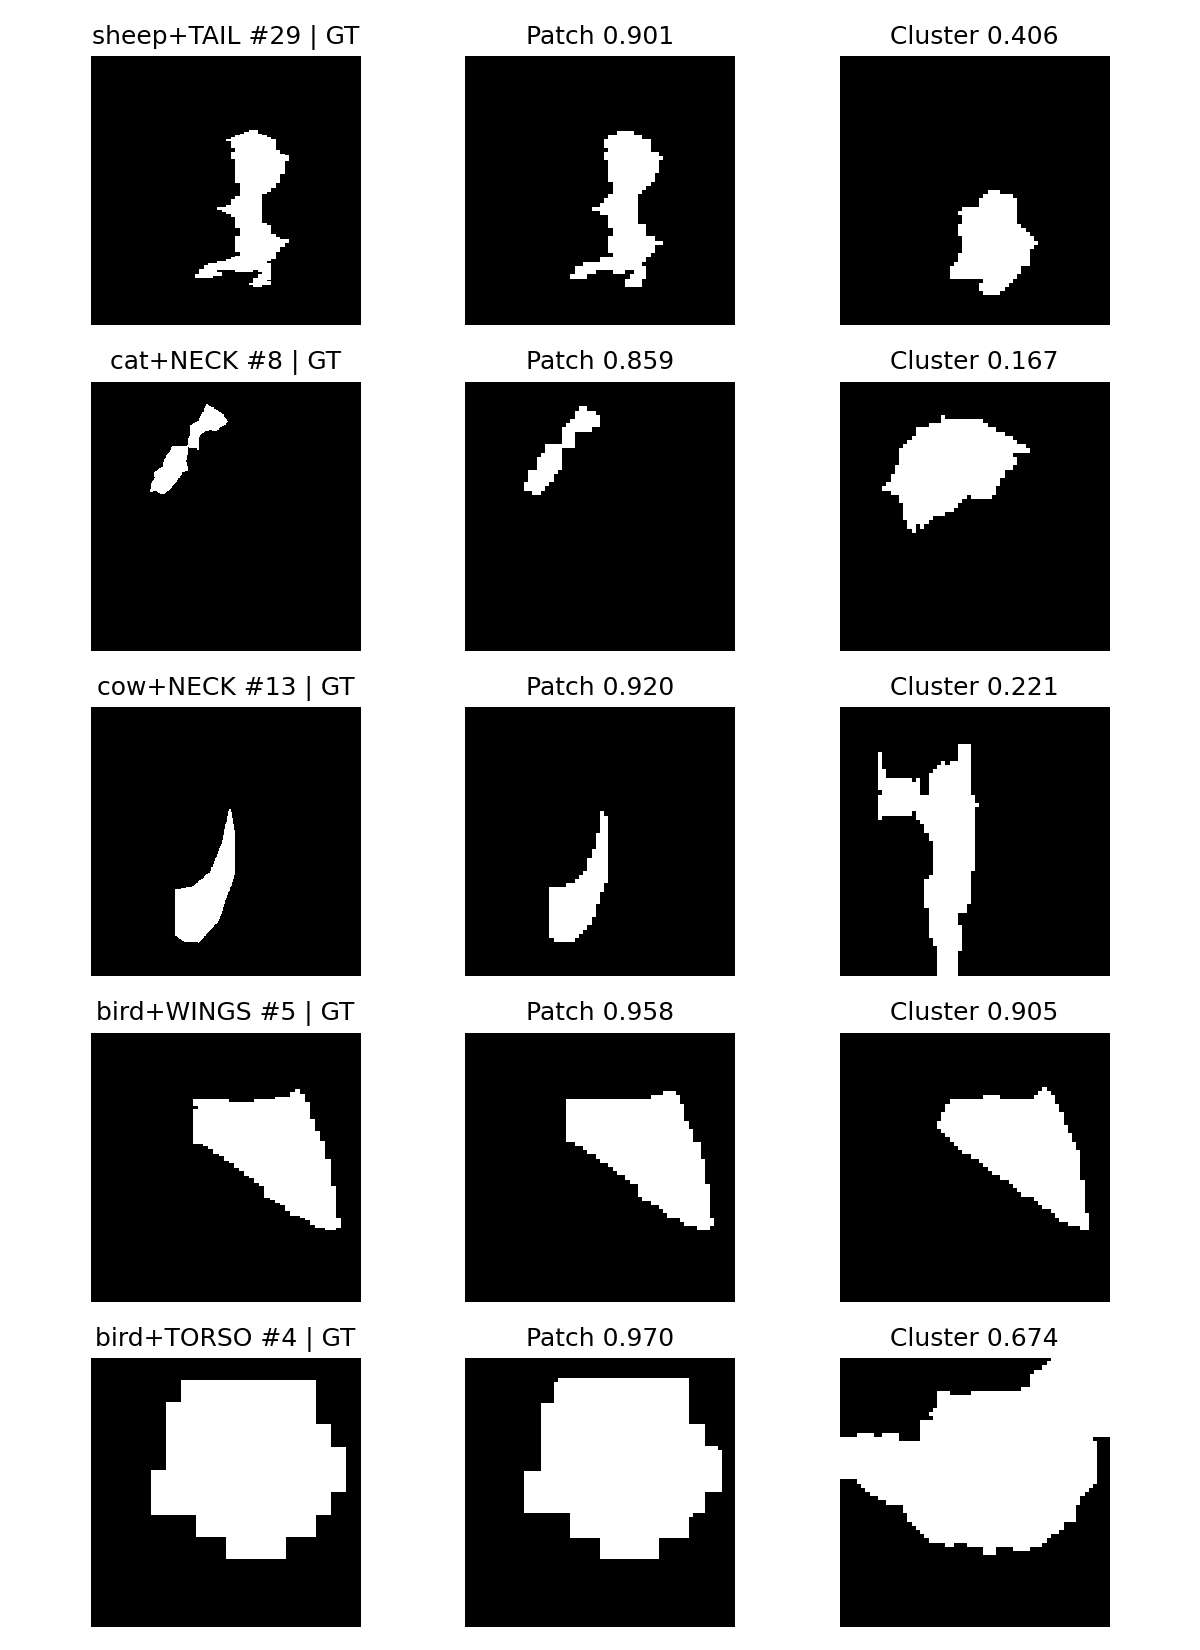 sheep+TAIL #29 | GT
Patch 0.901
Cluster 0.406
cat+NECK #8 | GT
Patch 0.859
Cluster 0.167
cow+NECK #13 | GT
Patch 0.920
Cluster 0.221
bird+WINGS #5 | GT
Patch 0.958
Cluster 0.905
bird+TORSO #4 | GT
Patch 0.970
Cluster 0.674